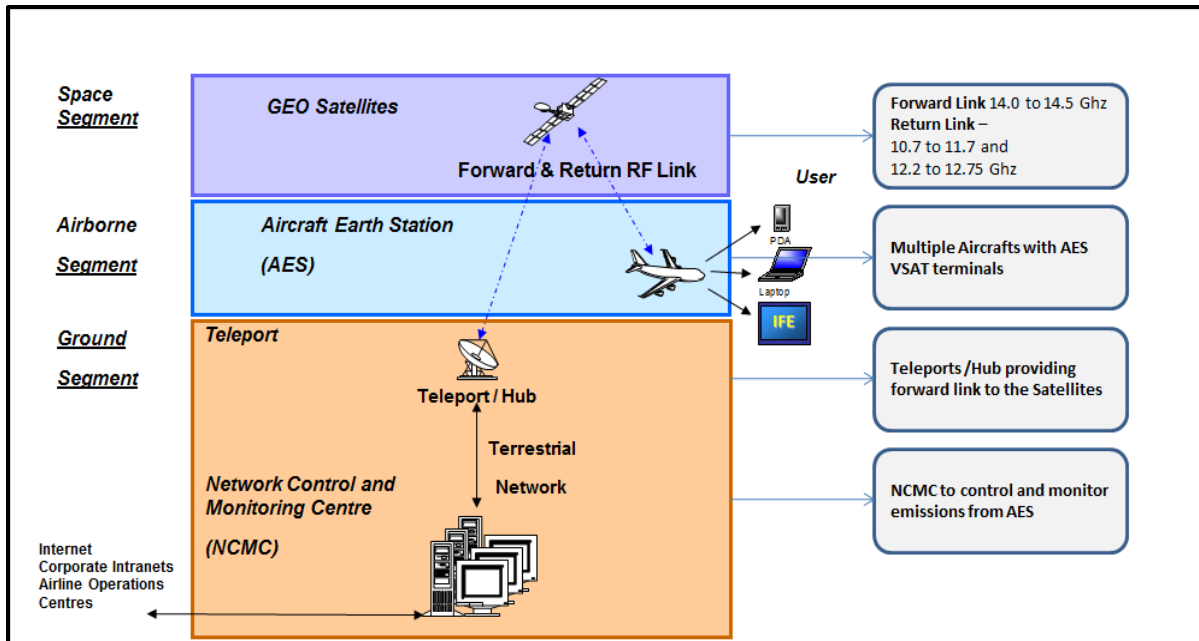 Space
Segment
GEO Satellites
Forward & Return RF Link
Forward Link 14.0 to 14.5 Ghz
Return Link –
10.7 to 11.7 and
12.2 to 12.75 Ghz
User
Airborne
Segment
Aircraft Earth Station
(AES)
PDA
Laptop
IFE
Multiple Aircrafts with AES
VSAT terminals
Ground
Segment
Teleport
Teleport / Hub
Teleports /Hub providing
forward link to the Satellites
Terrestrial
Network
Network Control and
Monitoring Centre
(NCMC)
NCMC to control and monitor
emissions from AES
Internet
Corporate Intranets
Airline Operations
Centres